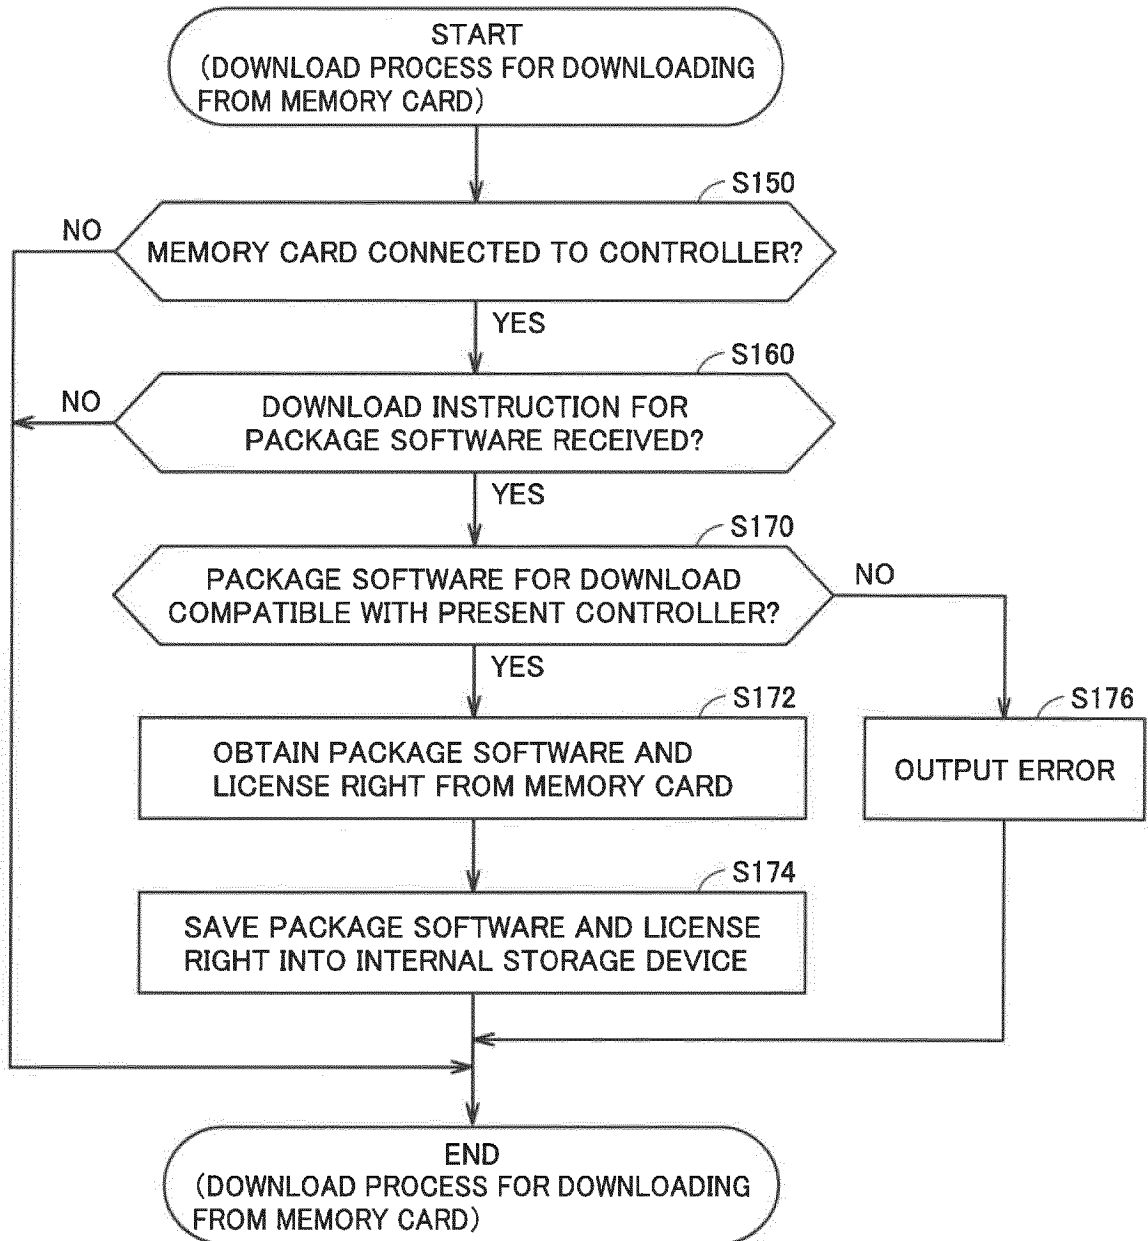 START
(DOWNLOAD PROCESS FOR DOWNLOADING
FROM MEMORY CARD)
S150
NO
MEMORY CARD CONNECTED TO CONTROLLER?
YES
S160
NO
DOWNLOAD INSTRUCTION FOR
PACKAGE SOFTWARE RECEIVED?
YES
S170
PACKAGE SOFTWARE FOR DOWNLOAD
COMPATIBLE WITH PRESENT CONTROLLER?
NO
YES
S172
OBTAIN PACKAGE SOFTWARE AND
LICENSE RIGHT FROM MEMORY CARD
S176
OUTPUT ERROR
S174
SAVE PACKAGE SOFTWARE AND LICENSE
RIGHT INTO INTERNAL STORAGE DEVICE
END
(DOWNLOAD PROCESS FOR DOWNLOADING
FROM MEMORY CARD)